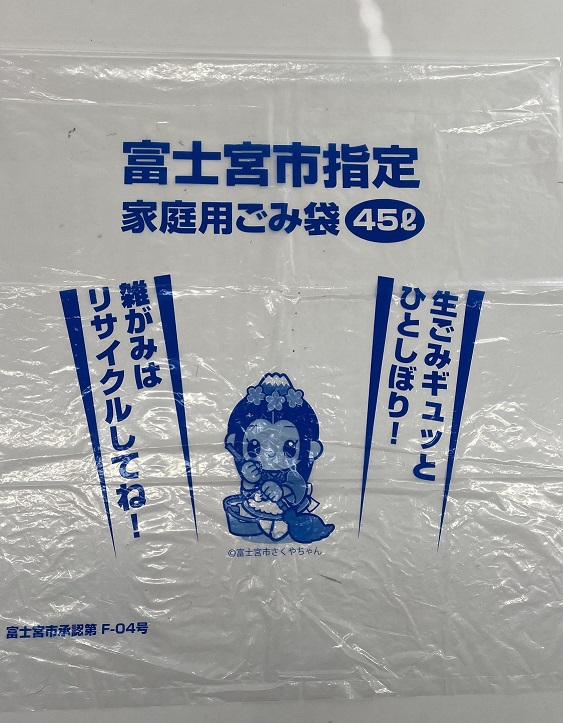 富士宮市指定
家庭用ごみ袋 45ℓ
生ごみギュッと
ひとしぼり！
雑がみは
リサイクルしてね！
©富士宮市さくやちゃん
富士宮市承認第 F-04号